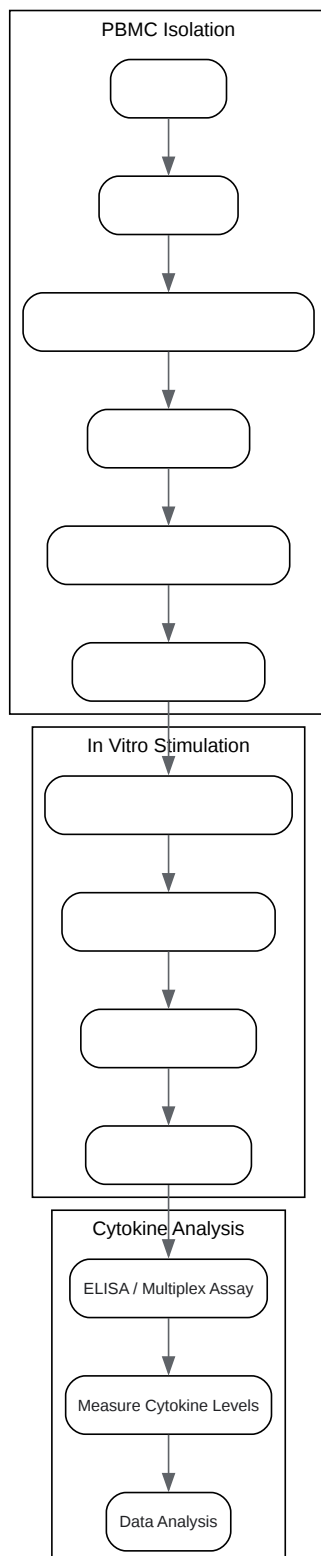 PBMC Isolation
In Vitro Stimulation
Cytokine Analysis
ELISA / Multiplex Assay
Measure Cytokine Levels
Data Analysis